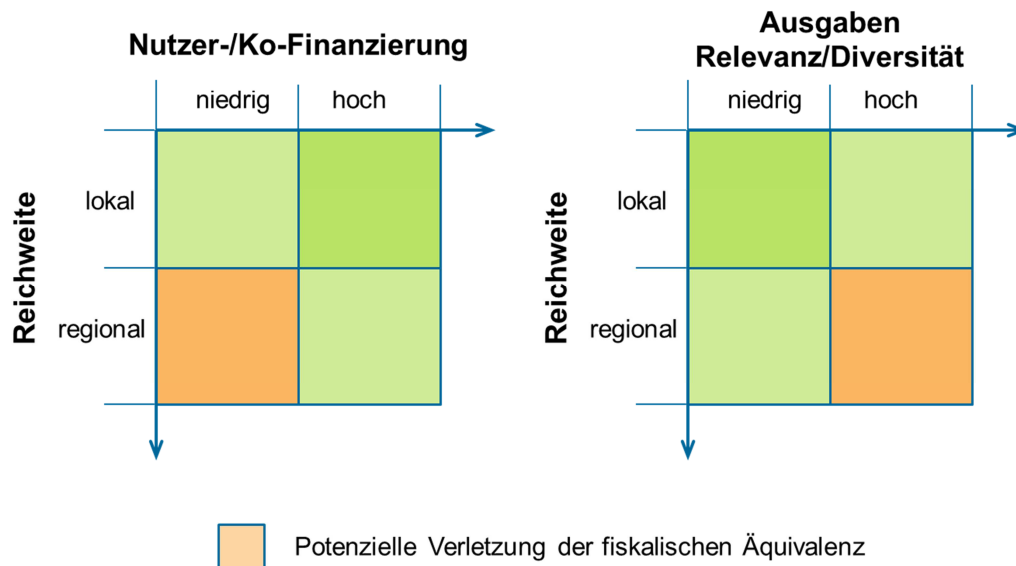 Nutzer-/Ko-Finanzierung
niedrig
hoch
Reichweite
lokal
regional
Ausgaben
Relevanz/Diversität
niedrig
hoch
Reichweite
lokal
regional
Potenzielle Verletzung der fiskalischen Äquivalenz